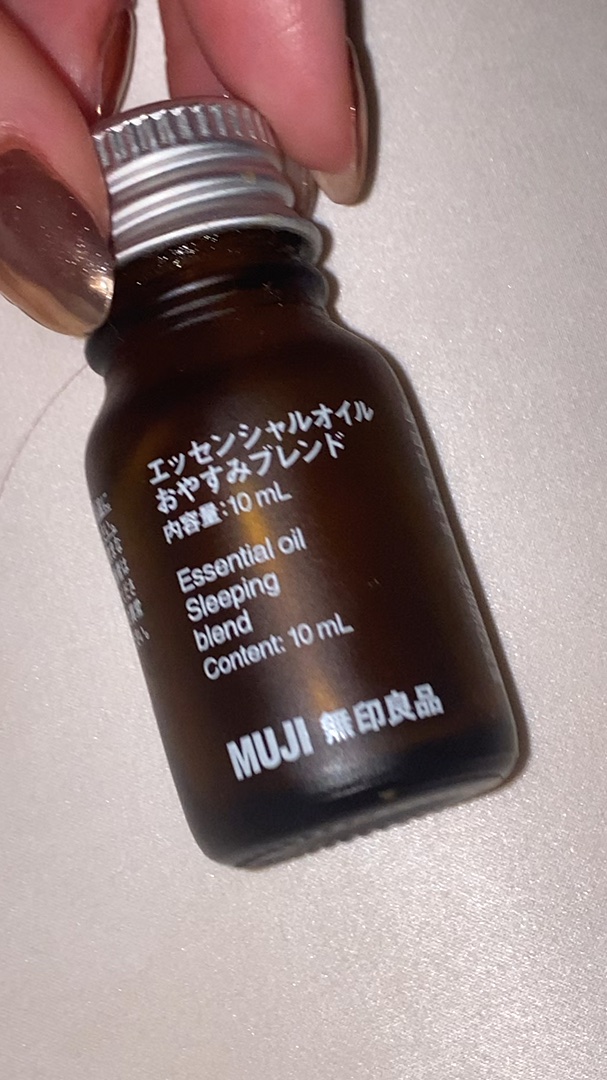 エッセンシャルオイル
おやすみブレンド
内容量:10 mL
Essential oil
Sleeping
blend
Content: 10 mL
MUJI 無印良品